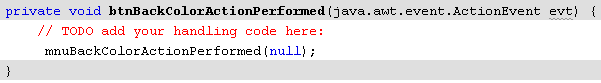 private void btnBackColorActionPerformed(java.awt.event.ActionEvent evt) {
// TODO add your handling code here:
mnuBackColorActionPerformed(null);
}